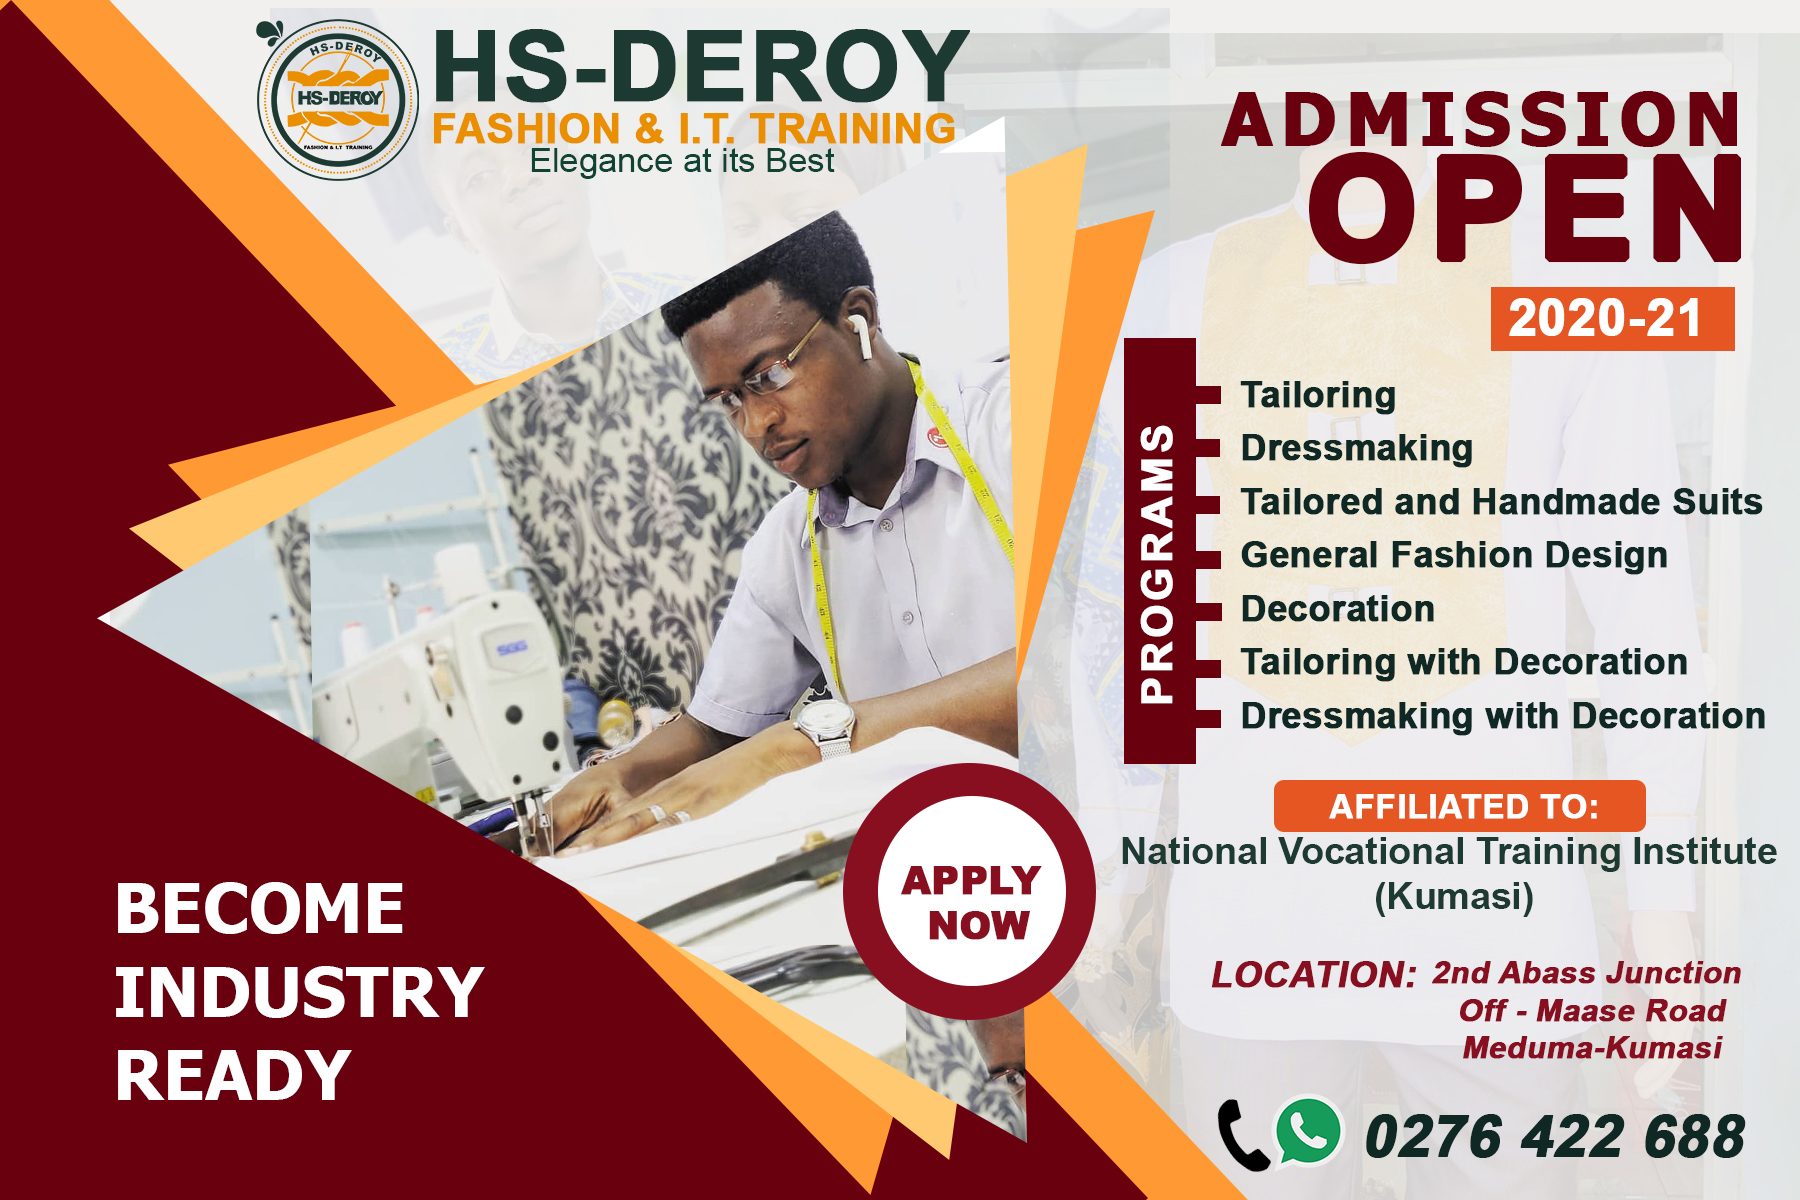 HS-DEROY
HS-DEROY
FASHION & I.T TRAINING
HS-DEROY
FASHION & I.T. TRAINING
Elegance at its Best
ADMISSION
OPEN
2020-21
PROGRAMS
Tailoring
Dressmaking
Tailored and Handmade Suits
General Fashion Design
Decoration
Tailoring with Decoration
Dressmaking with Decoration
SGG
APPLY
NOW
AFFILIATED TO:
National Vocational Training Institute
(Kumasi)
BECOME
INDUSTRY
READY
LOCATION: 2nd Abass Junction
Off - Maase Road
Meduma-Kumasi
0276 422 688